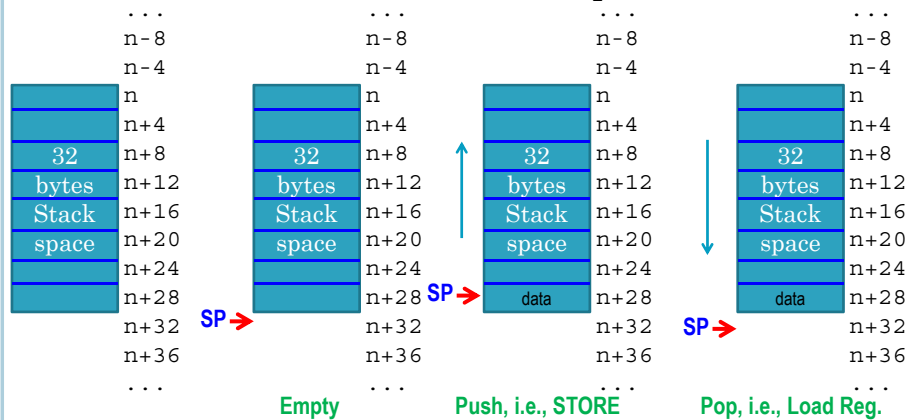 ... ... ... ...
n-8 n-8 n-8 n-8
n-4 n-4 n-4 n-4
n n n n
n+4 n+4 n+4 n+4
32 n+8 32 n+8 32 n+8 32 n+8
bytes n+12 bytes n+12 bytes n+12 bytes n+12
Stack n+16 Stack n+16 Stack n+16 Stack n+16
space n+20 space n+20 space n+20 space n+20
n+24 n+24 n+24 n+24
n+28 n+28 SP data n+28 data n+28
n+32 SP n+32 n+32 SP n+32
n+36 n+36 n+36 n+36
... ... ... ...
Empty Push, i.e., STORE Pop, i.e., Load Reg.